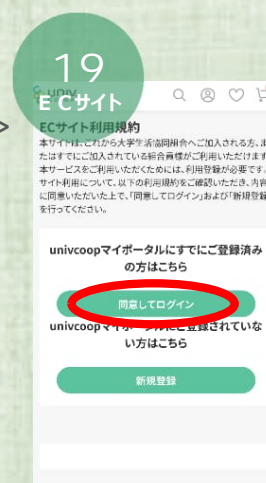 19
ECサイト
univ
>
ECサイト利用規約
本サイトは、これから大学生活協同組合へご加入される方、ま
たはすでにご加入されている組合員様がご利用いただけます
本サービスをご利用いただくためには、利用登録が必要です。
サイト利用について、以下の利用規約をご確認いただき、内容
に同意いただいた上で、「同意してログイン」および「新規登録
を行ってください。
univcoopマイポータルにすでにご登録済み
の方はこちら
同意してログイン
univcoopマイポータルにご登録されていな
い方はこちら
新規登録